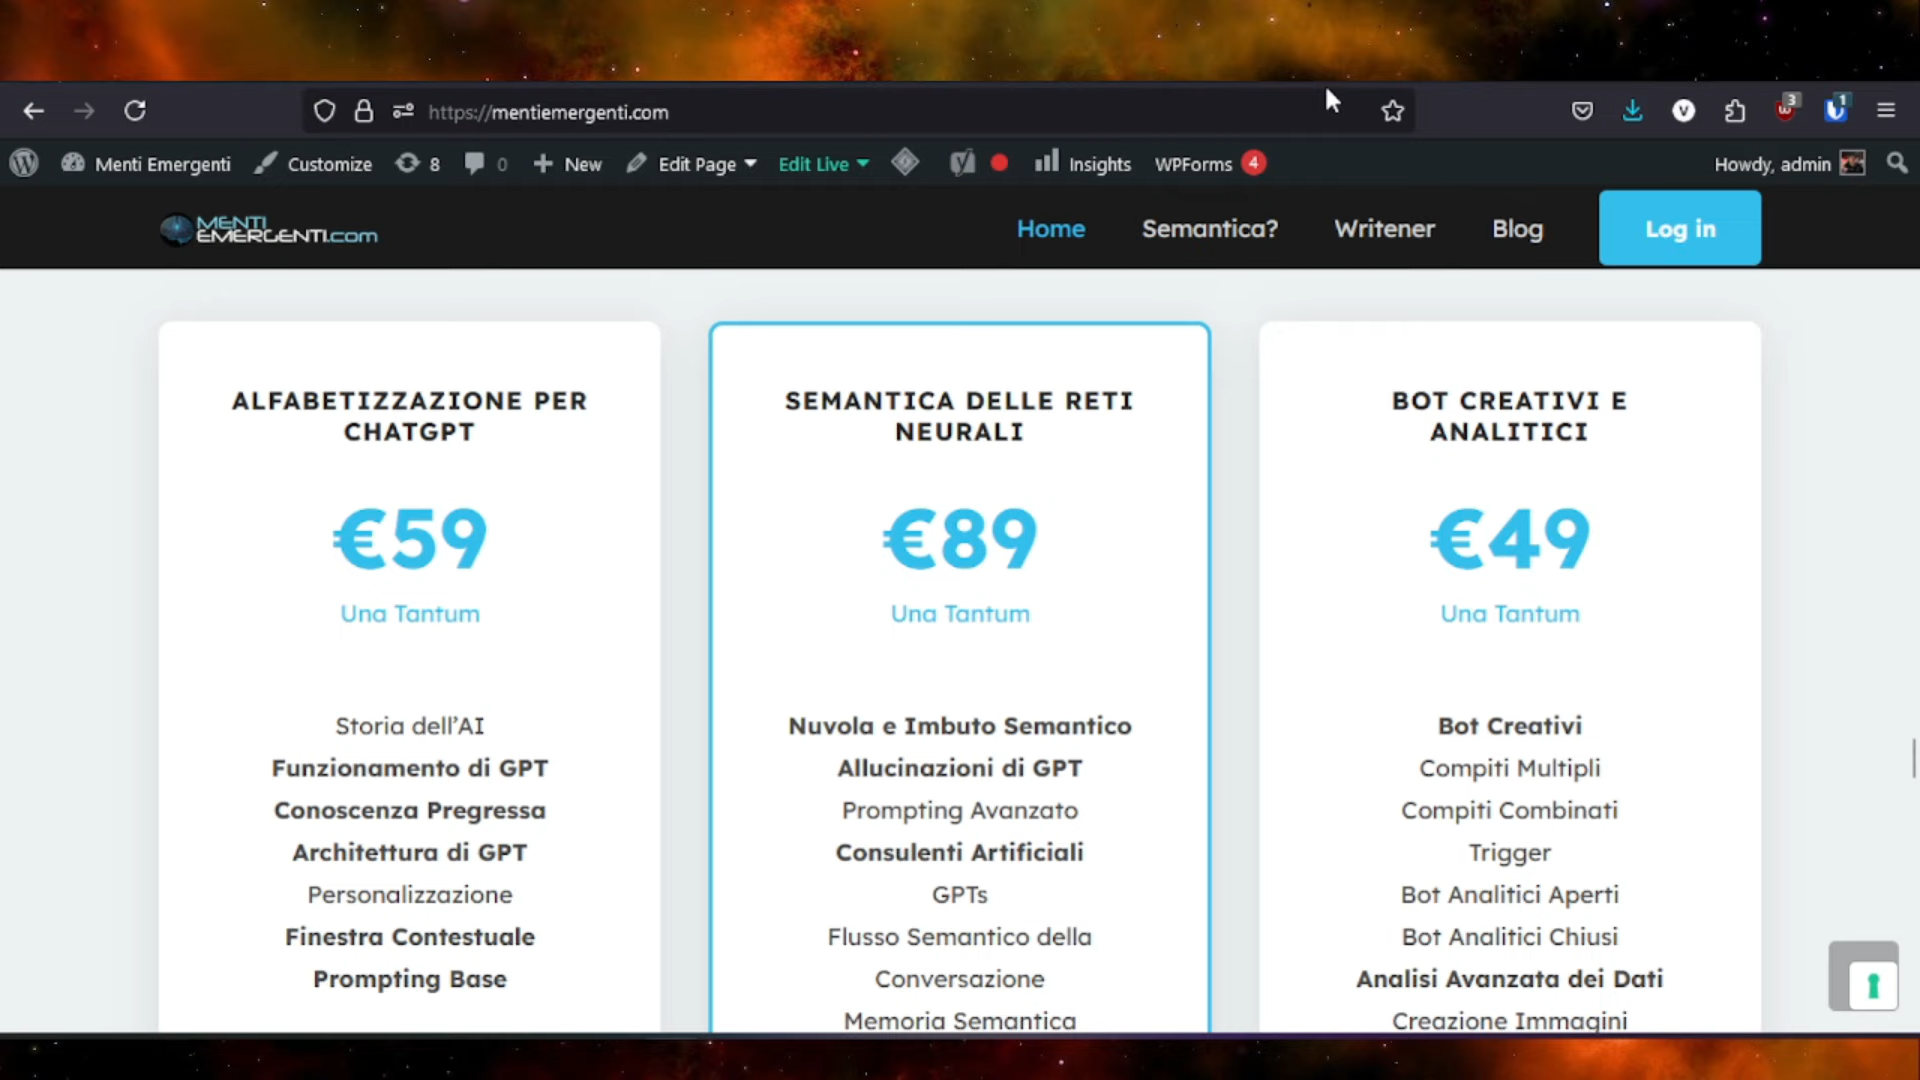 https://mentiemergenti.com
3
1
Menti Emergenti Customize 8 0 New Edit Page Edit Live Insights WPForms 4 Howdy, admin
MENTI
EMERGENTI.com
Home Semantica? Writener Blog Log in
ALFABETIZZAZIONE PER
CHATGPT
€59
Una Tantum
Storia dell'AI
Funzionamento di GPT
Conoscenza Pregressa
Architettura di GPT
Personalizzazione
Finestra Contestuale
Prompting Base
SEMANTICA DELLE RETI
NEURALI
€89
Una Tantum
Nuvola e Imbuto Semantico
Allucinazioni di GPT
Prompting Avanzato
Consulenti Artificiali
GPTs
Flusso Semantico della
Conversazione
Memoria Semantica
BOT CREATIVI E
ANALITICI
€49
Una Tantum
Bot Creativi
Compiti Multipli
Compiti Combinati
Trigger
Bot Analitici Aperti
Bot Analitici Chiusi
Analisi Avanzata dei Dati
Creazione Immagini